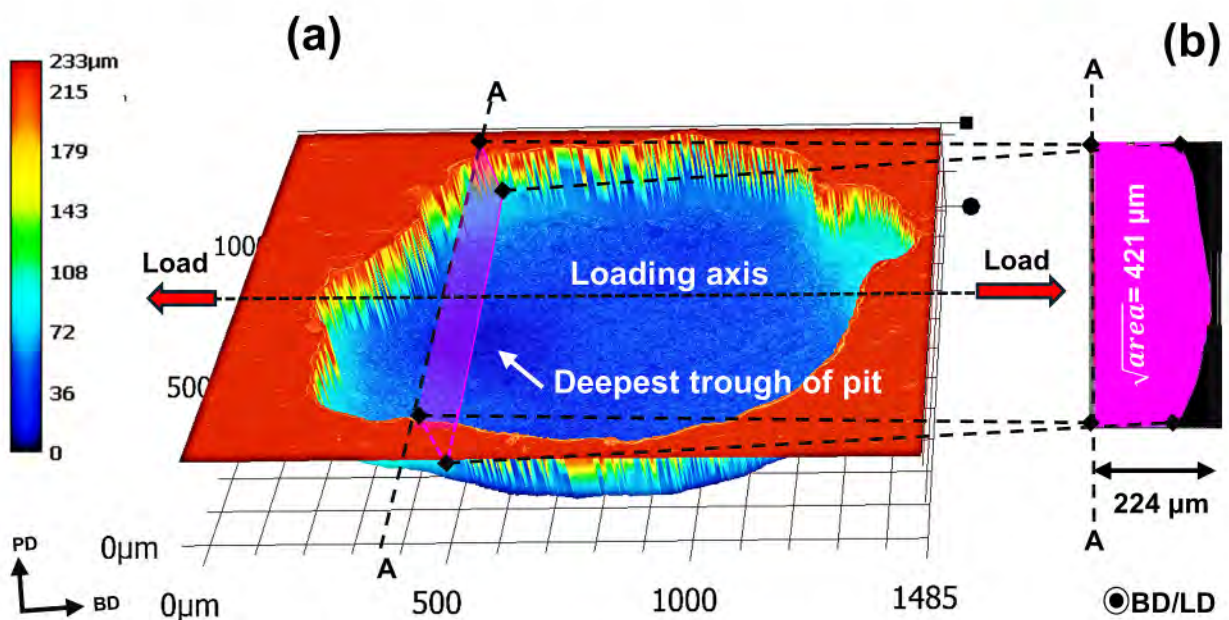 (a)
(b)
233µm
215
179
143
108
72
36
0
A
A
Load
Loading axis
Load
Deepest trough of pit
1000
500
0µm
0µm
500
1000
1485
A
A
√area= 421 µm
224 µm
PD
BD
BD/LD